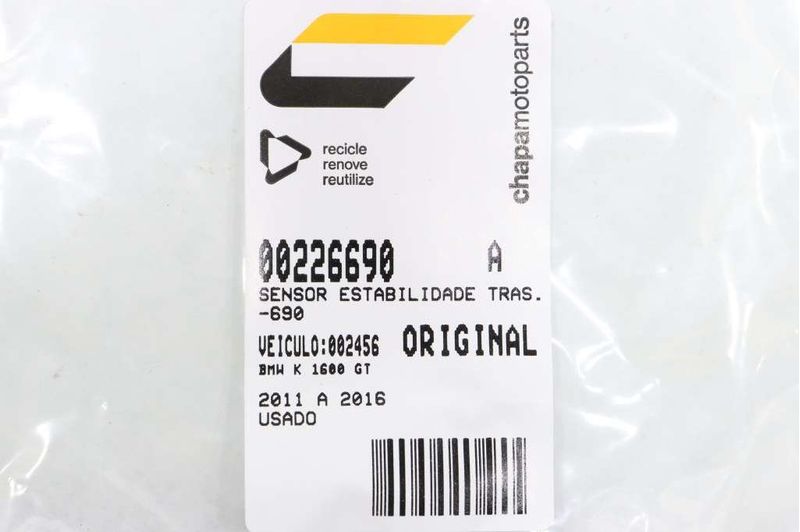 chapamotoparts
recicle
renove
reutilize
00226690 A
SENSOR ESTABILIDADE TRAS.
-690
VEICULO:002456 ORIGINAL
BMW K 1600 GT
2011 A 2016
USADO